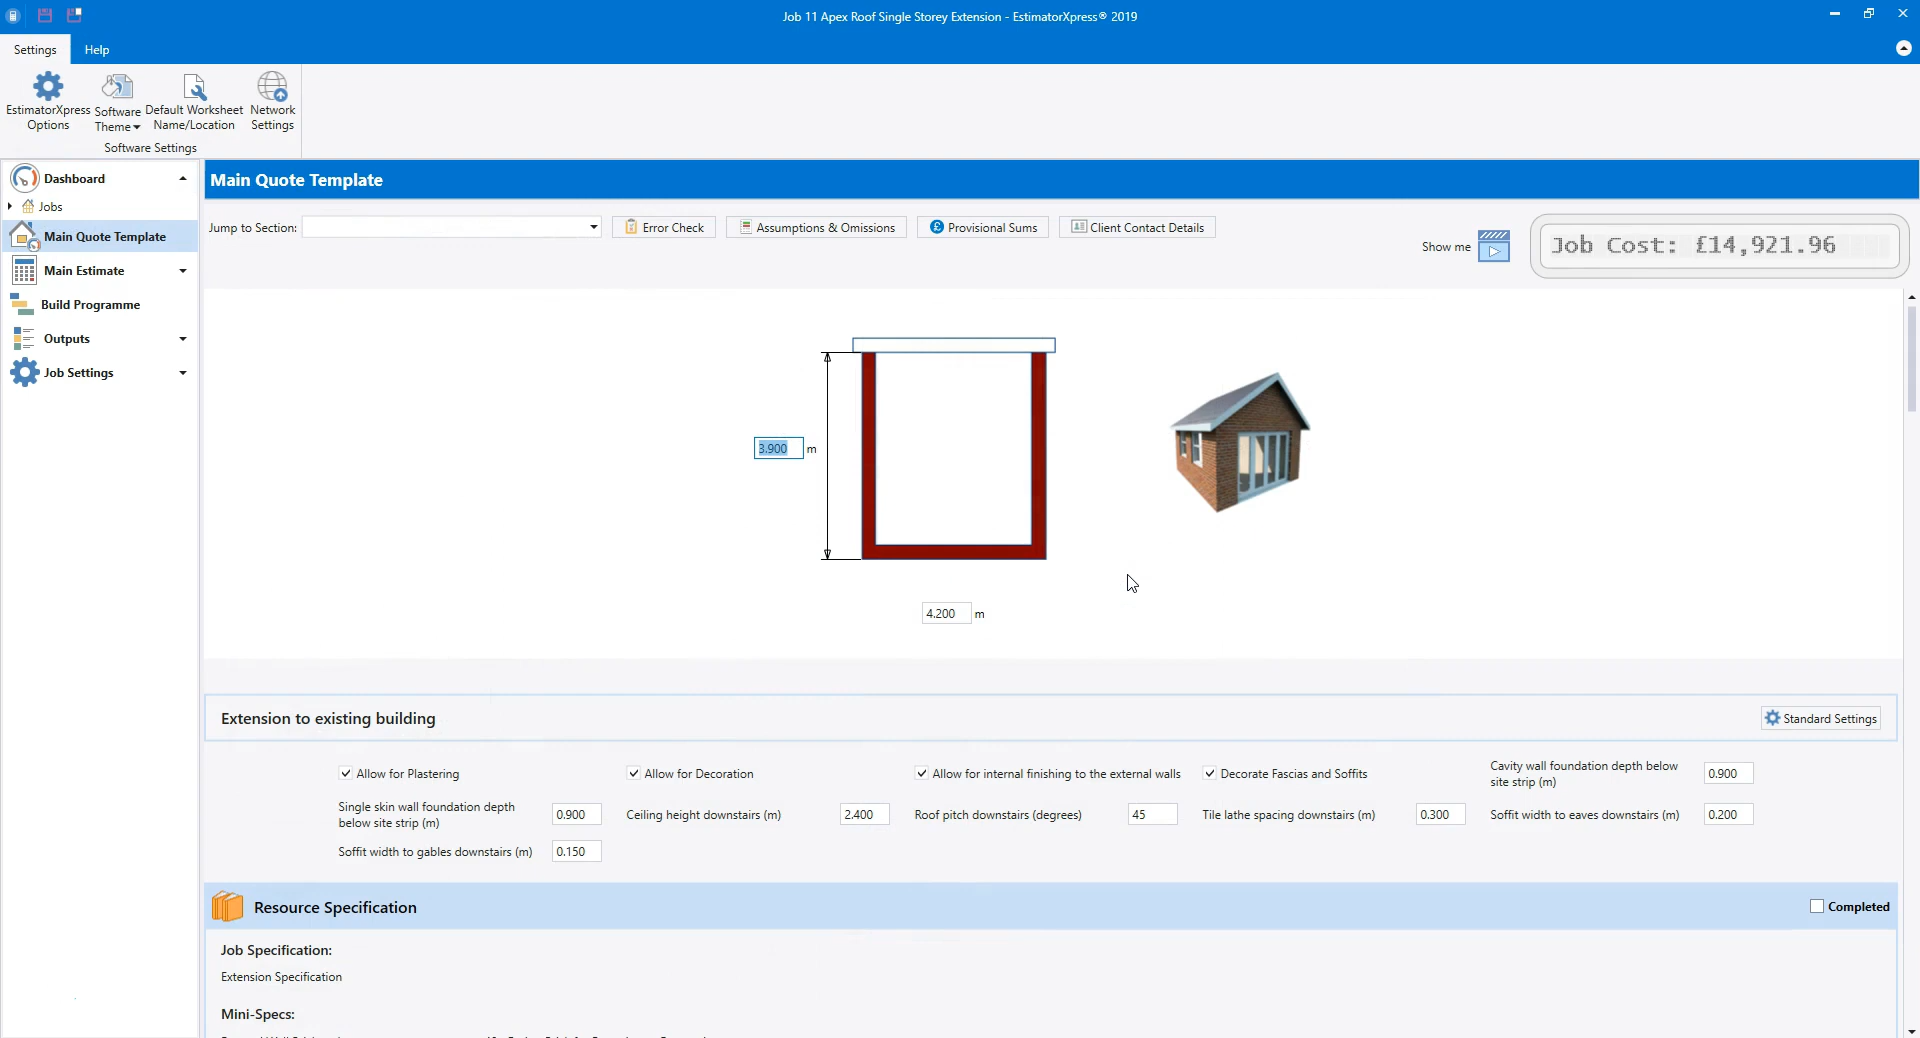 Job 11 Apex Roof Single Storey Extension - EstimatorXpress® 2019
Settings
Help
EstimatorXpress Options
Software Theme
Default Worksheet Name/Location
Network Settings
Software Settings
Dashboard
Jobs
Main Quote Template
Main Estimate
Build Programme
Outputs
Job Settings
Main Quote Template
Jump to Section:
Error Check
Assumptions & Omissions
Provisional Sums
Client Contact Details
Show me
Job Cost: £14,921.96
3.900 m
4.200 m
Extension to existing building
Standard Settings
Allow for Plastering
Allow for Decoration
Allow for internal finishing to the external walls
Decorate Fascias and Soffits
Cavity wall foundation depth below site strip (m) 0.900
Single skin wall foundation depth below site strip (m) 0.900
Ceiling height downstairs (m) 2.400
Roof pitch downstairs (degrees) 45
Tile lathe spacing downstairs (m) 0.300
Soffit width to eaves downstairs (m) 0.200
Soffit width to gables downstairs (m) 0.150
Resource Specification
Completed
Job Specification:
Extension Specification
Mini-Specs: